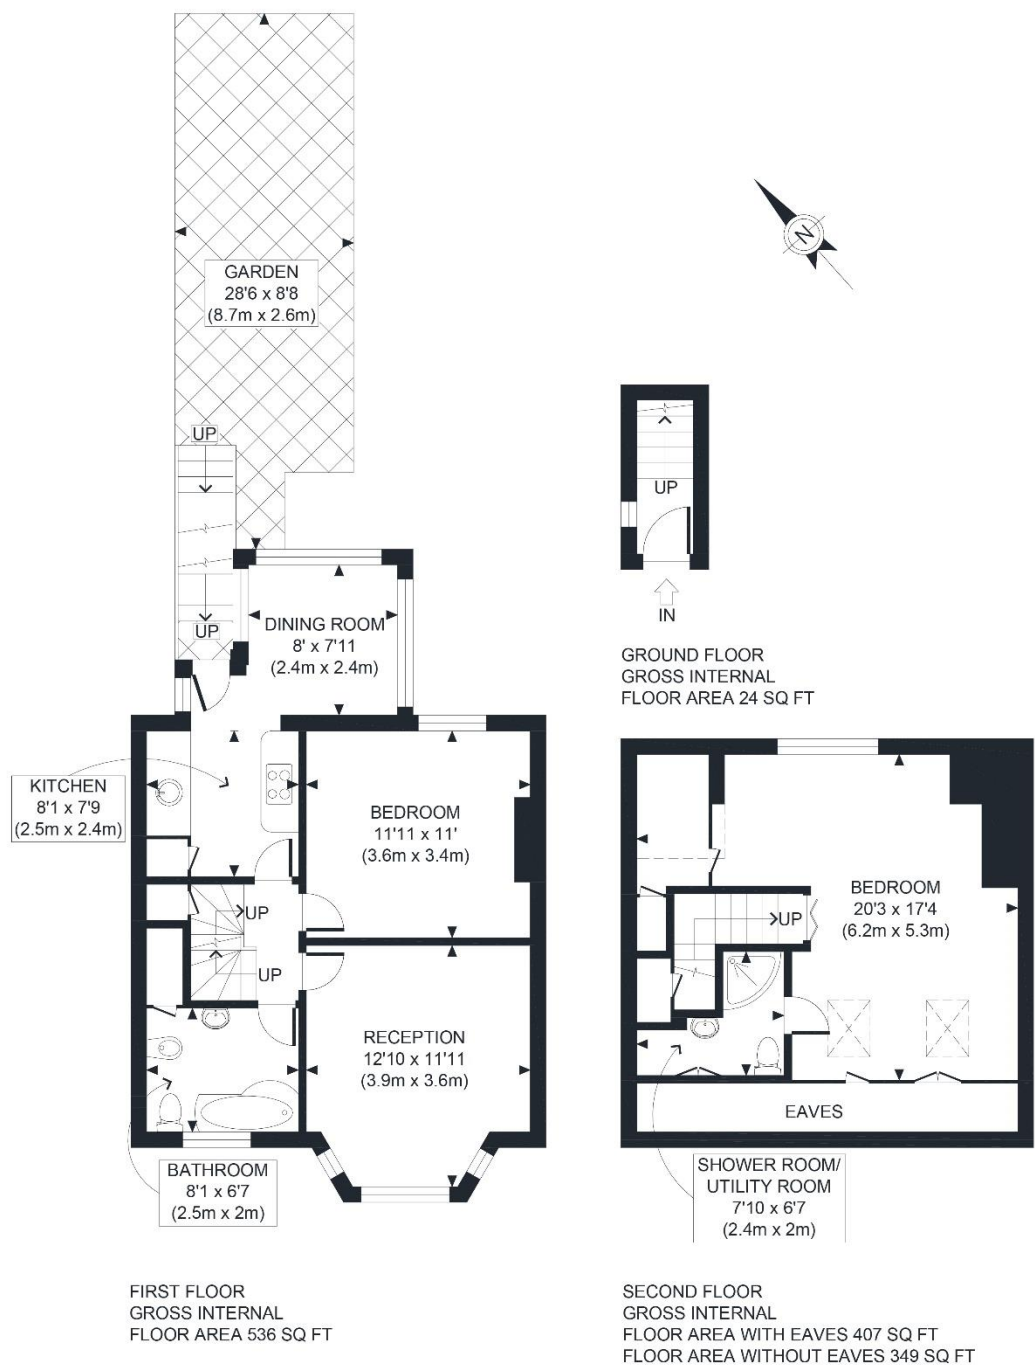 GARDEN
28'6 x 8'8
(8.7m x 2.6m)
N
UP
UP
DINING ROOM
8' x 7'11
(2.4m x 2.4m)
KITCHEN
8'1 x 7'9
(2.5m x 2.4m)
BEDROOM
11'11 x 11'
(3.6m x 3.4m)
UP
UP
RECEPTION
12'10 x 11'11
(3.9m x 3.6m)
BATHROOM
8'1 x 6'7
(2.5m x 2m)
FIRST FLOOR
GROSS INTERNAL
FLOOR AREA 536 SQ FT
UP
IN
GROUND FLOOR
GROSS INTERNAL
FLOOR AREA 24 SQ FT
BEDROOM
20'3 x 17'4
(6.2m x 5.3m)
UP
EAVES
SHOWER ROOM/
UTILITY ROOM
7'10 x 6'7
(2.4m x 2m)
SECOND FLOOR
GROSS INTERNAL
FLOOR AREA WITH EAVES 407 SQ FT
FLOOR AREA WITHOUT EAVES 349 SQ FT